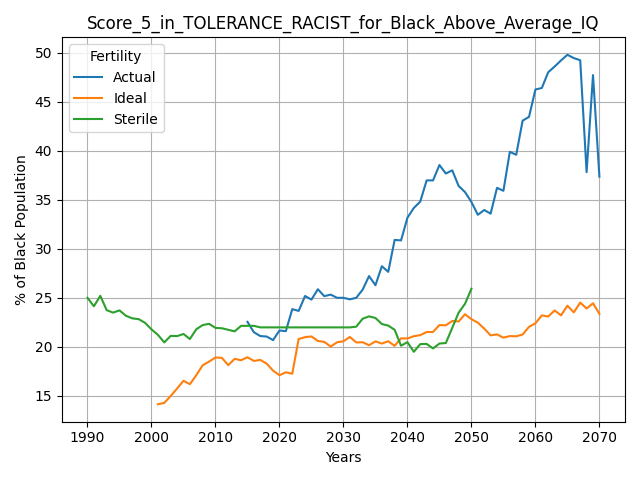 Score_5_in_TOLERANCE_RACIST_for_Black_Above_Average_IQ
Fertility
Actual
Ideal
Sterile
% of Black Population
50
45
40
35
30
25
20
15
1990
2000
2010
2020
2030
2040
2050
2060
2070
Years